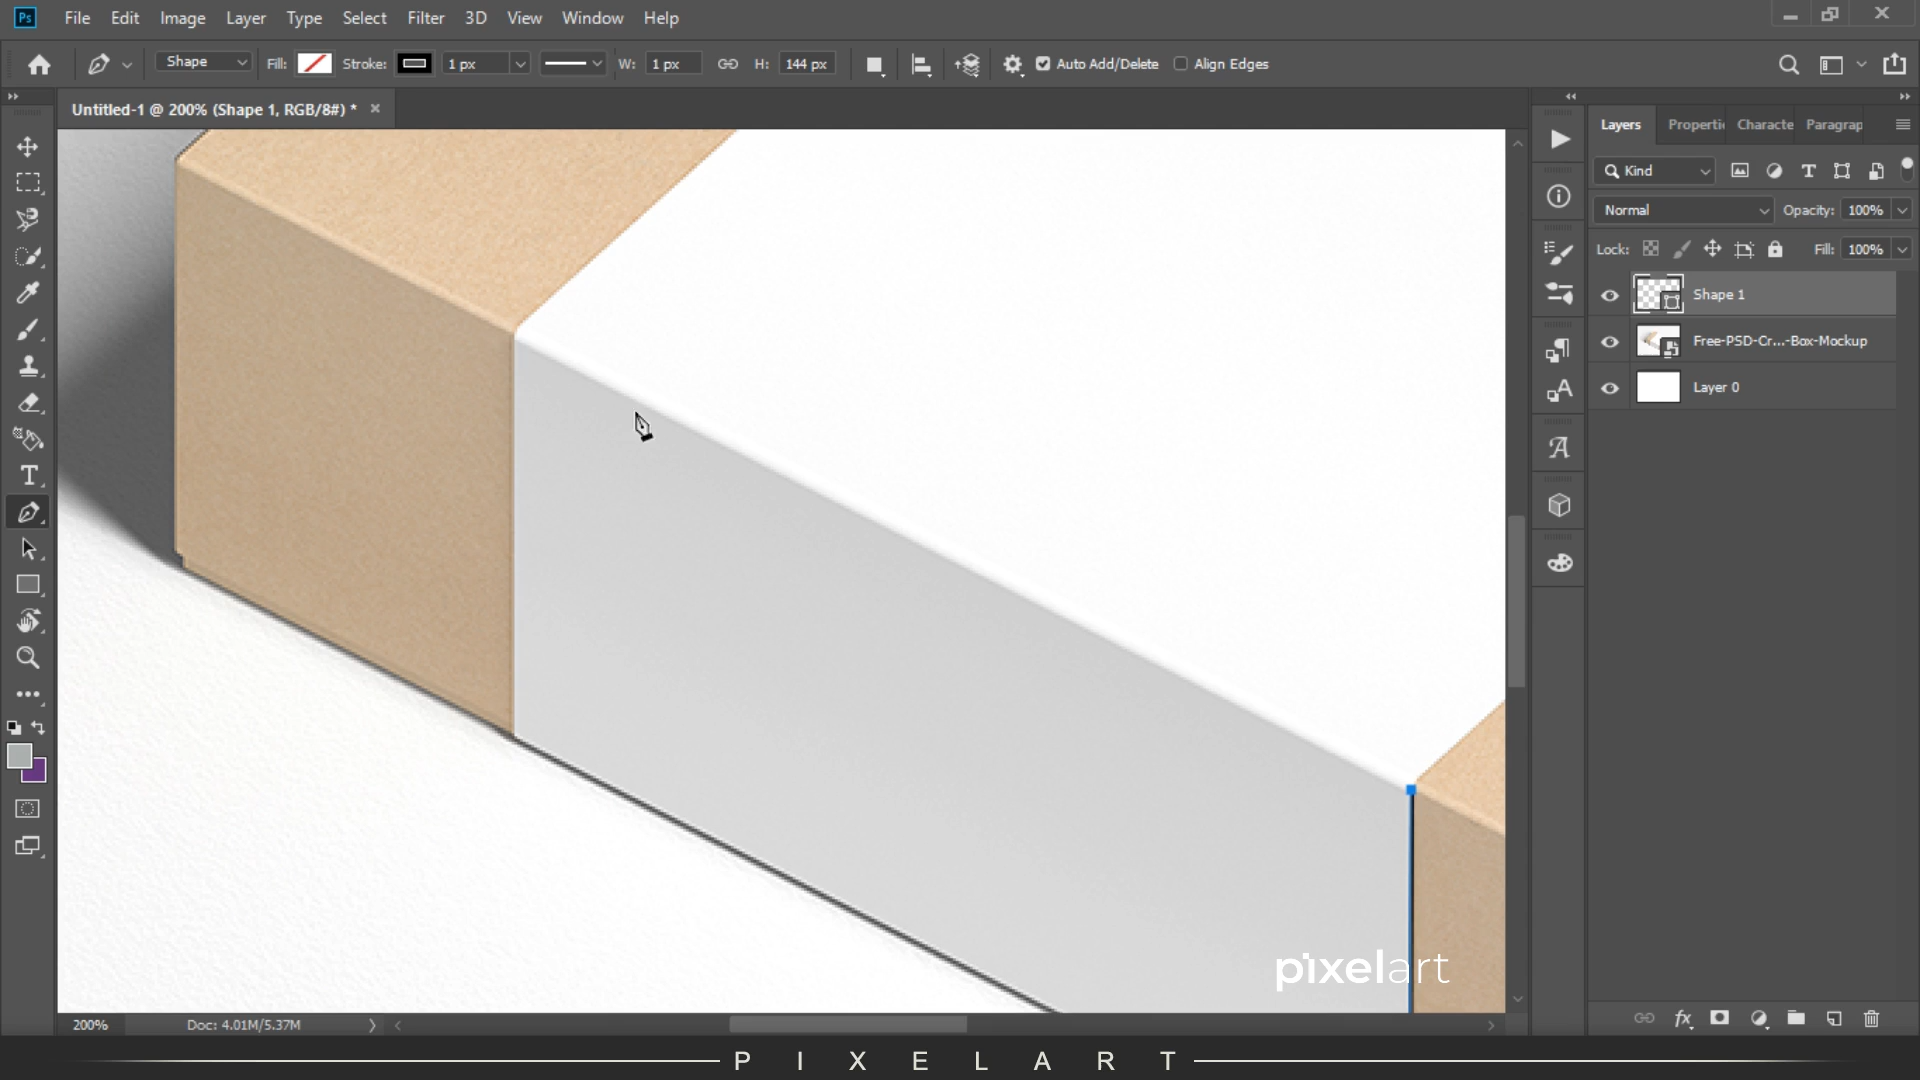 Ps File Edit Image Layer Type Select Filter 3D View Window Help
Shape Fill: Stroke: 1 px W: 1 px H: 144 px Auto Add/Delete Align Edges
Untitled-1 @ 200% (Shape 1, RGB/8#) * ×
Layers Properti Characte Paragrap
Kind
Normal Opacity: 100%
Lock: Fill: 100%
Shape 1
Free-PSD-Cr...-Box-Mockup
Layer 0
pixelart
200% Doc: 4.01M/5.37M
PIXELART